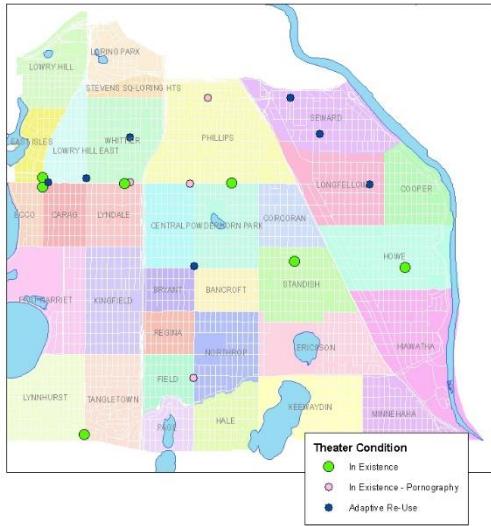 LORING PARK
LOWRY HILL
STEVENS SQ-LORING HTS
SEWARD
WHITTIER
PHILLIPS
EAST ISLES
LOWRY HILL EAST
LONGFELLOW
COOPER
ECCO
CARAG
LYNDALE
CORCORAN
CENTRAL
POWDERHORN PARK
HOWE
STANDISH
EAST HARRIET
KINGFIELD
BRYANT
BANCROFT
REGINA
ERICSSON
HIAWATHA
NORTHROP
FIELD
LYNNHURST
TANGLETOWN
KEEWAYDIN
PAGE
HALE
MINNEHAHA
Theater Condition
In Existence
In Existence - Pornography
Adaptive Re-Use